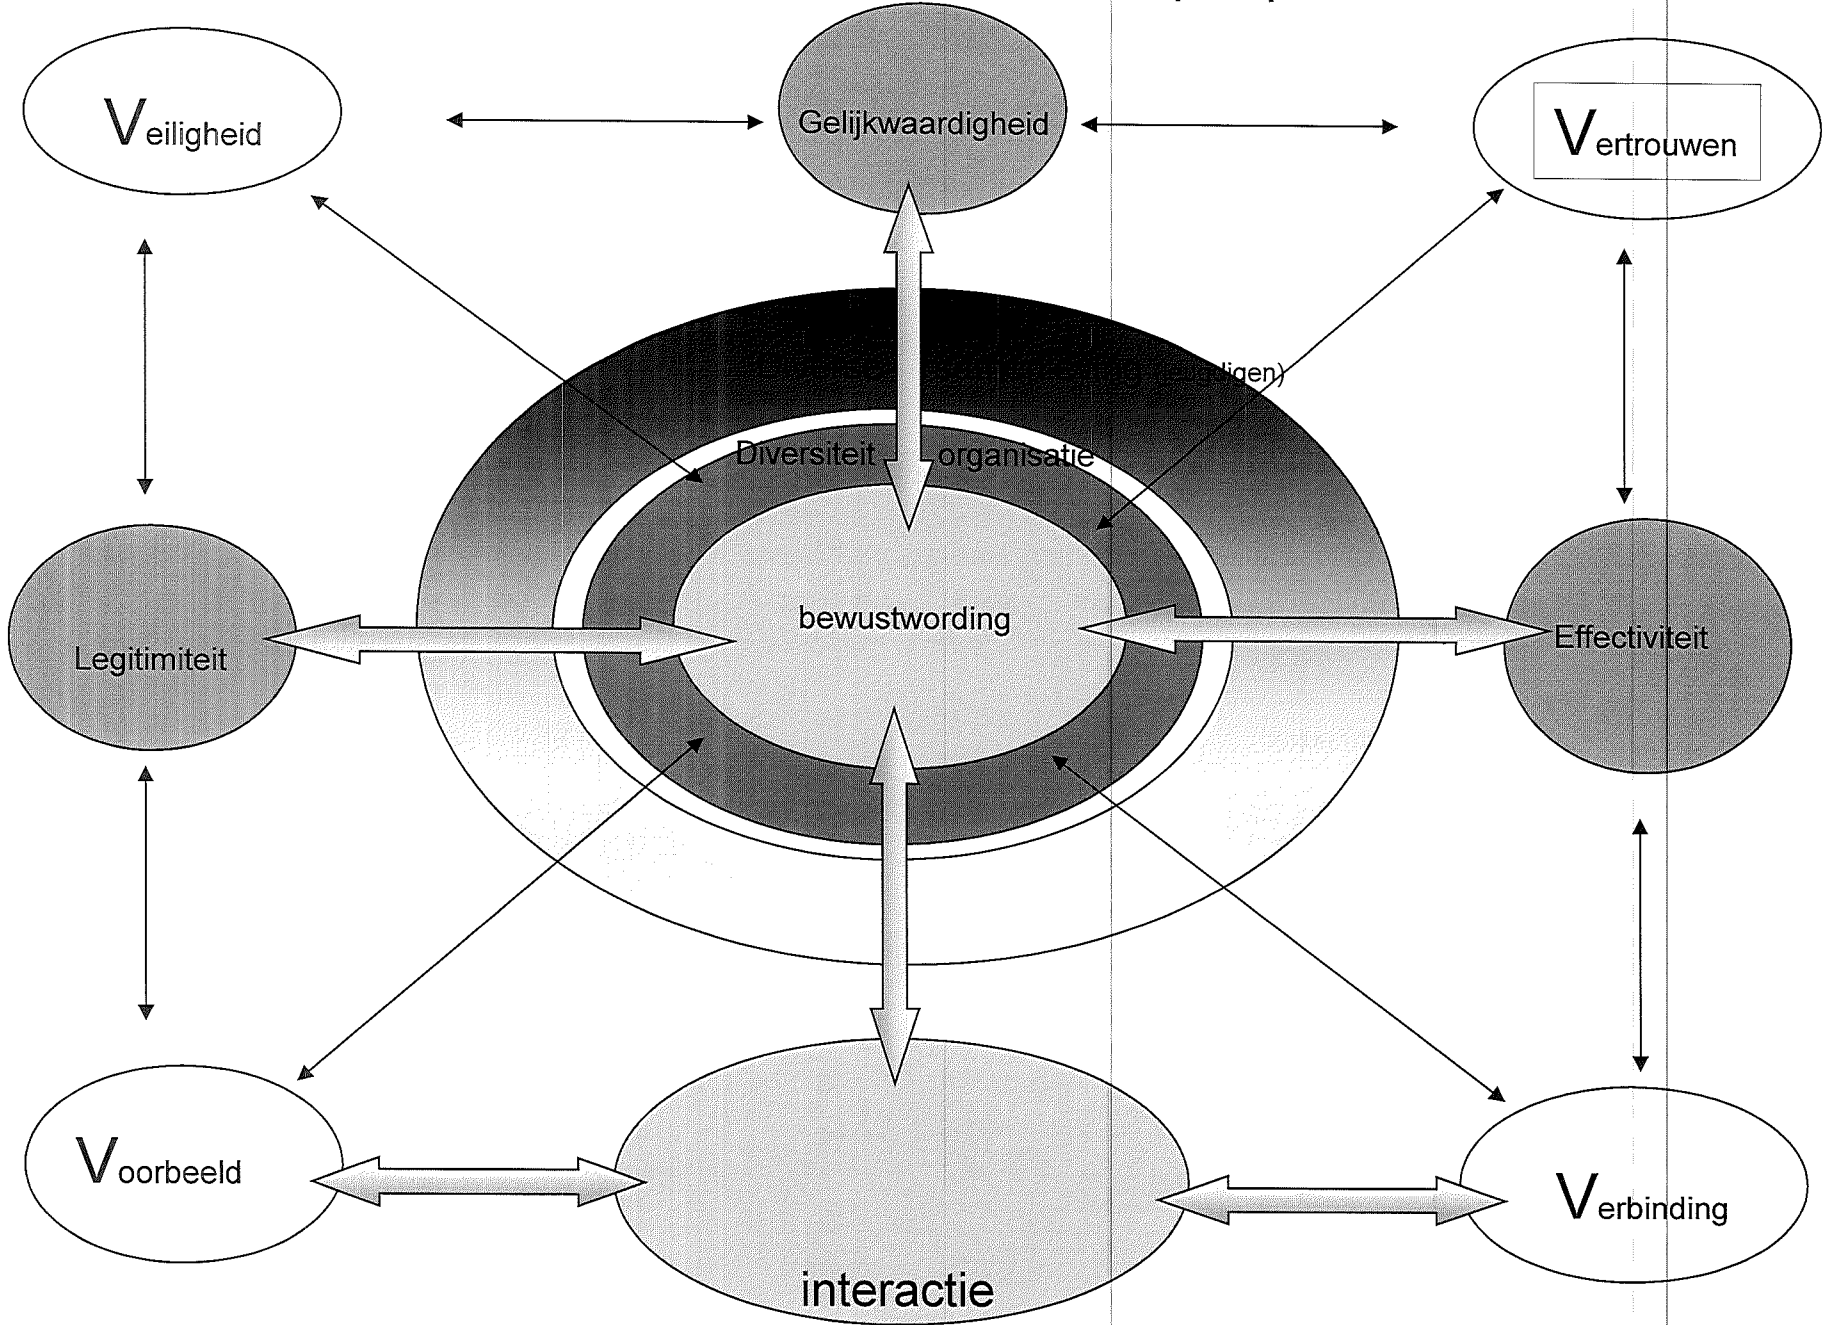 Veiligheid
Gelijkwaardigheid
Vertrouwen
Diversiteit organisatie
bewustwording
Legitimiteit
Effectiviteit
Voorbeeld
Verbinding
interactie